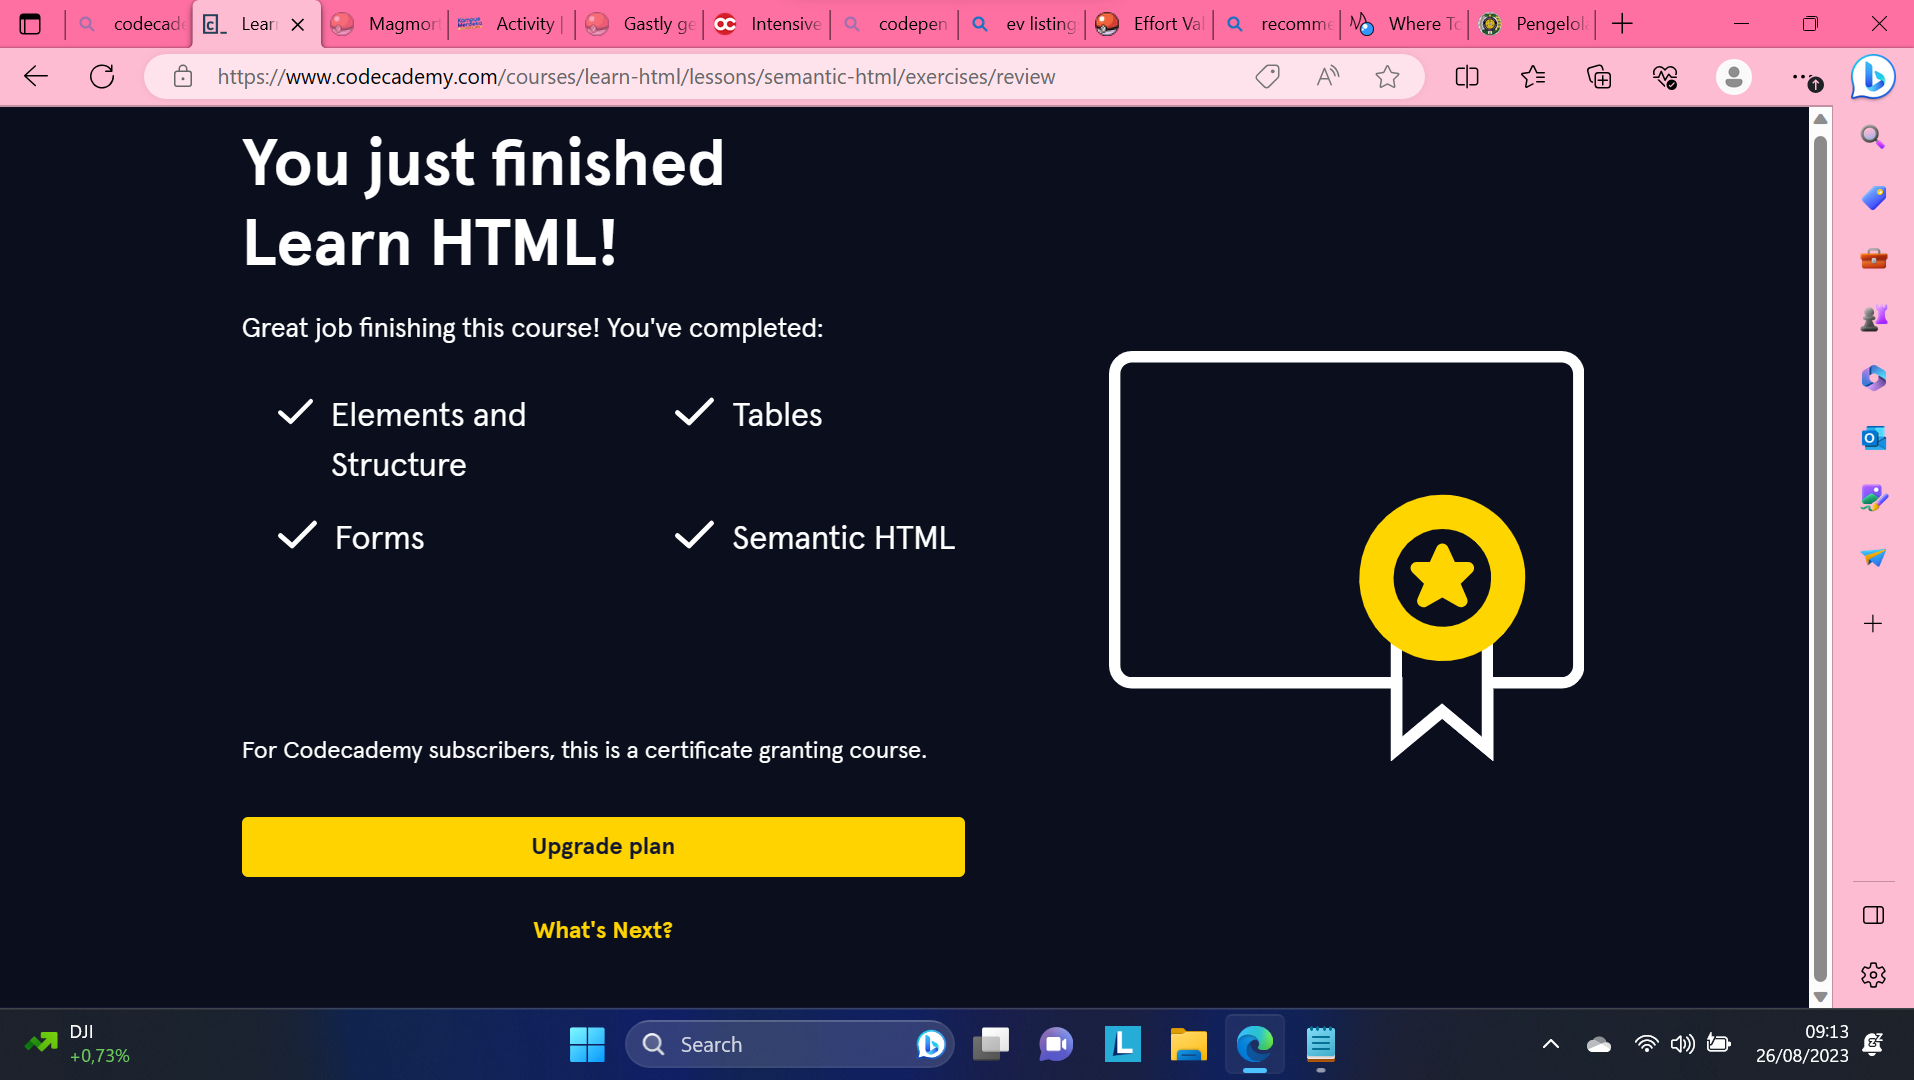 codecade
Lear
Magmor
Activity |
Gastly ge
Intensive
codepen
ev listing
Effort Val
recomme
Where To
Pengelola
https://www.codecademy.com/courses/learn-html/lessons/semantic-html/exercises/review
You just finished
Learn HTML!
Great job finishing this course! You've completed:
Elements and
Structure
Tables
Forms
Semantic HTML
For Codecademy subscribers, this is a certificate granting course.
Upgrade plan
What's Next?
DJI
+0,73%
Search
09:13
26/08/2023